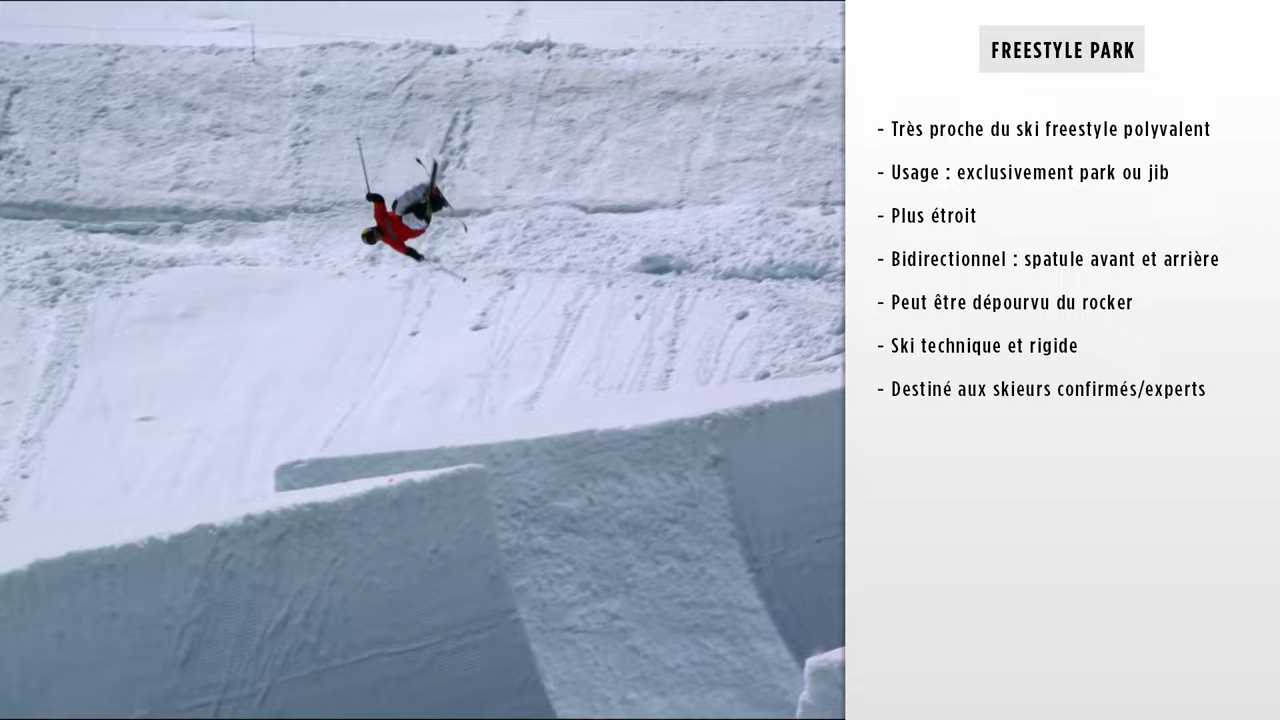 FREESTYLE PARK
- Très proche du ski freestyle polyvalent
- Usage : exclusivement park ou jib
- Plus étroit
- Bidirectionnel : spatule avant et arrière
- Peut être dépourvu du rocker
- Ski technique et rigide
- Destiné aux skieurs confirmés/experts